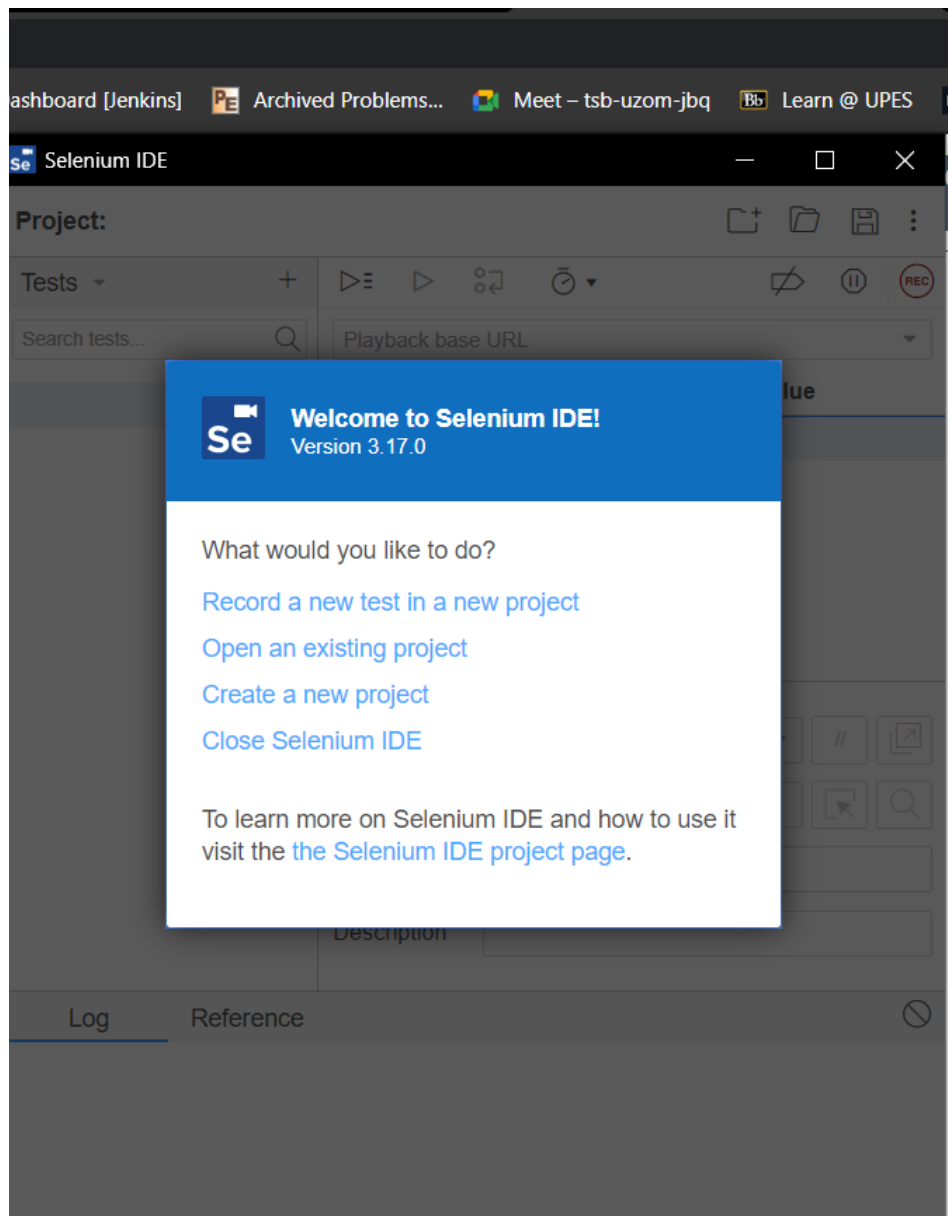 ashboard [Jenkins] PE Archived Problems... Meet – tsb-uzom-jbq Bb Learn @ UPES
Se Selenium IDE
Project:
Tests
REC
Search tests...
Playback base URL
lue
Se
Welcome to Selenium IDE!
Version 3.17.0
What would you like to do?
Record a new test in a new project
Open an existing project
Create a new project
Close Selenium IDE
//
To learn more on Selenium IDE and how to use it
visit the the Selenium IDE project page.
Description
Log Reference